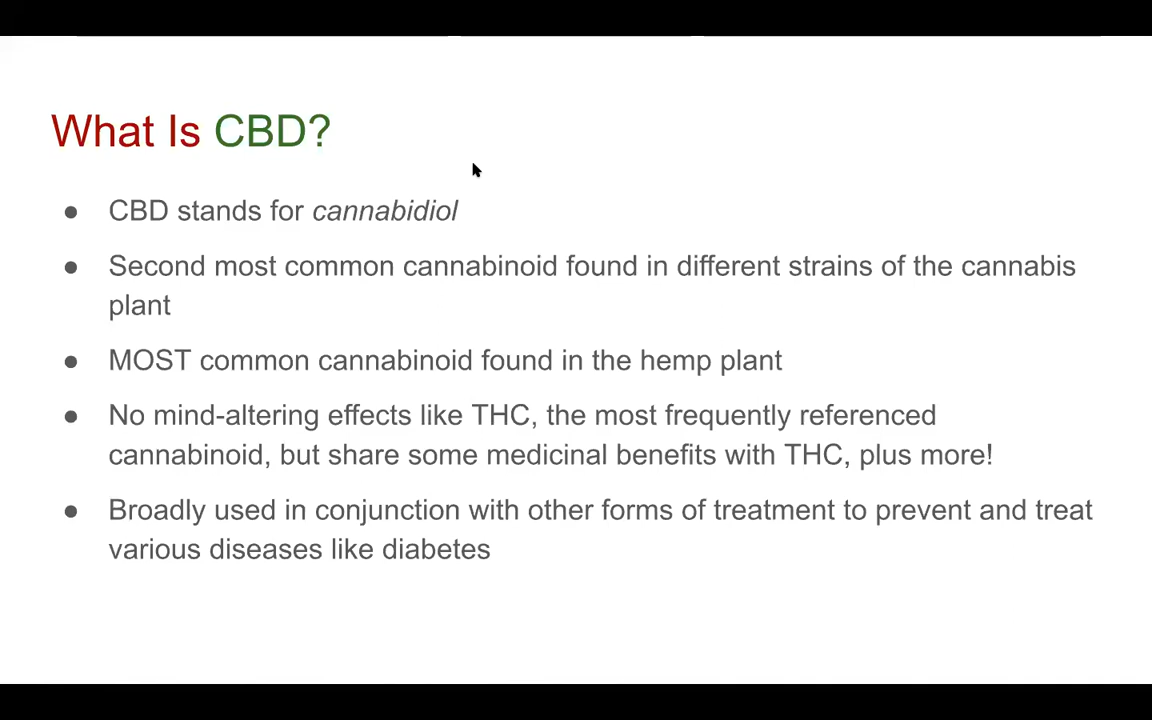 What Is CBD?
● CBD stands for cannabidiol
● Second most common cannabinoid found in different strains of the cannabis
plant
● MOST common cannabinoid found in the hemp plant
● No mind-altering effects like THC, the most frequently referenced
cannabinoid, but share some medicinal benefits with THC, plus more!
● Broadly used in conjunction with other forms of treatment to prevent and treat
various diseases like diabetes